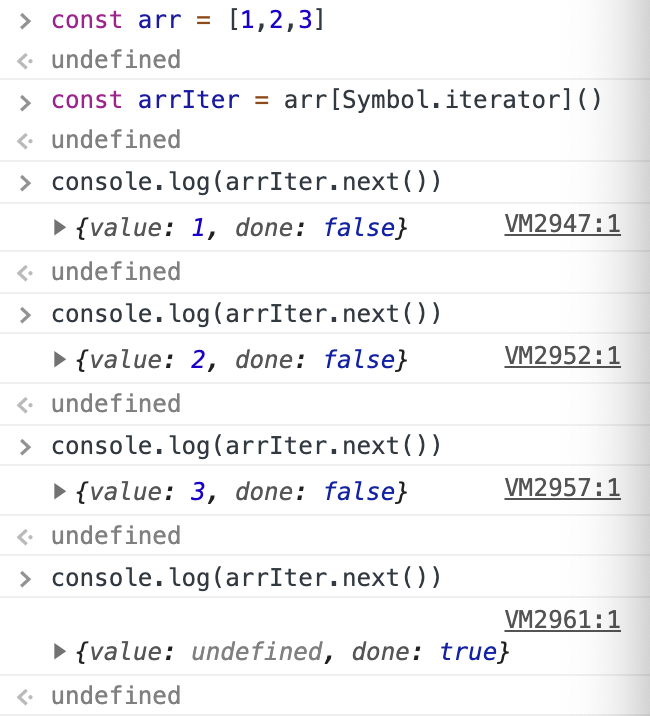 const arr = [1,2,3]
undefined
const arrIter = arr[Symbol.iterator]()
undefined
console.log(arrIter.next())
{value: 1, done: false} VM2947:1
undefined
console.log(arrIter.next())
{value: 2, done: false} VM2952:1
undefined
console.log(arrIter.next())
{value: 3, done: false} VM2957:1
undefined
console.log(arrIter.next())
VM2961:1
{value: undefined, done: true}
undefined